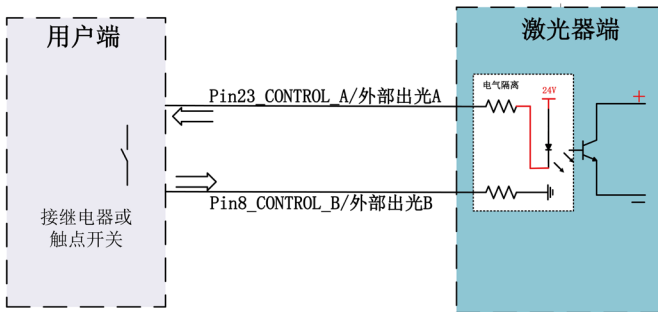 用户端
激光器端
电气隔离
24V
+
Pin23_CONTROL_A/外部出光A
Pin8_CONTROL_B/外部出光B
接继电器或
触点开关